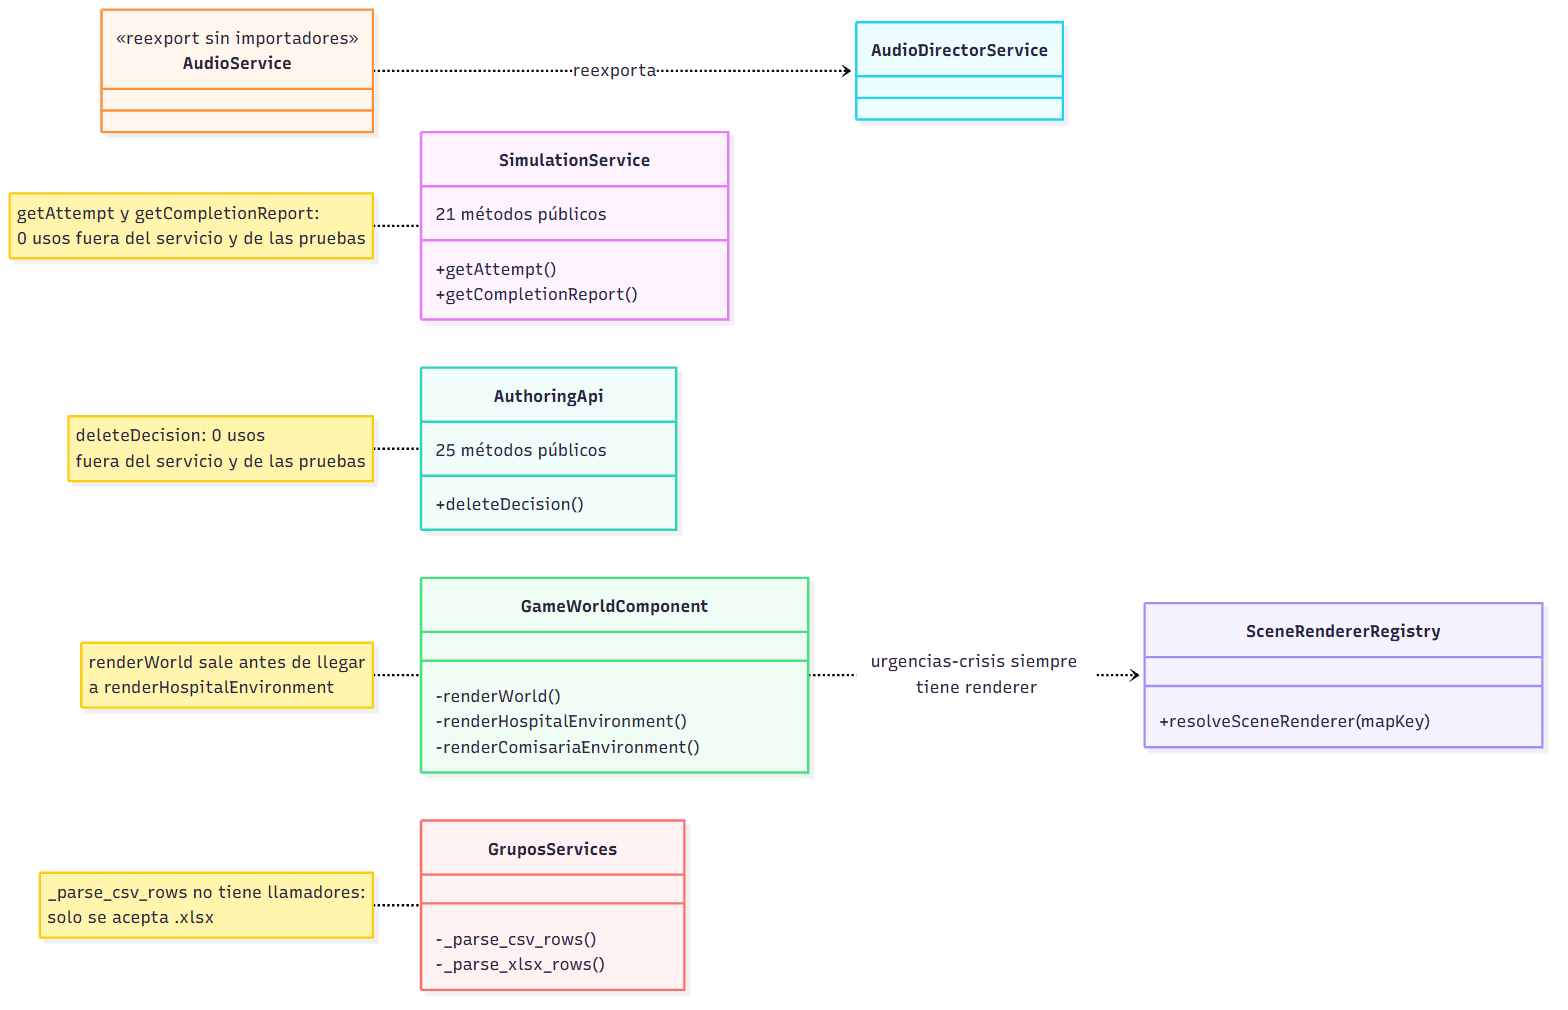 «reexport sin importadores»
AudioService
reexporta
AudioDirectorService
SimulationService
21 métodos públicos
+getAttempt()
+getCompletionReport()
getAttempt y getCompletionReport:
0 usos fuera del servicio y de las pruebas
AuthoringApi
25 métodos públicos
+deleteDecision()
deleteDecision: 0 usos
fuera del servicio y de las pruebas
GameWorldComponent
-renderWorld()
-renderHospitalEnvironment()
-renderComisariaEnvironment()
renderWorld sale antes de llegar
a renderHospitalEnvironment
urgencias-crisis siempre
tiene renderer
SceneRendererRegistry
+resolveSceneRenderer(mapKey)
GruposServices
-_parse_csv_rows()
-_parse_xlsx_rows()
_parse_csv_rows no tiene llamadores:
solo se acepta .xlsx